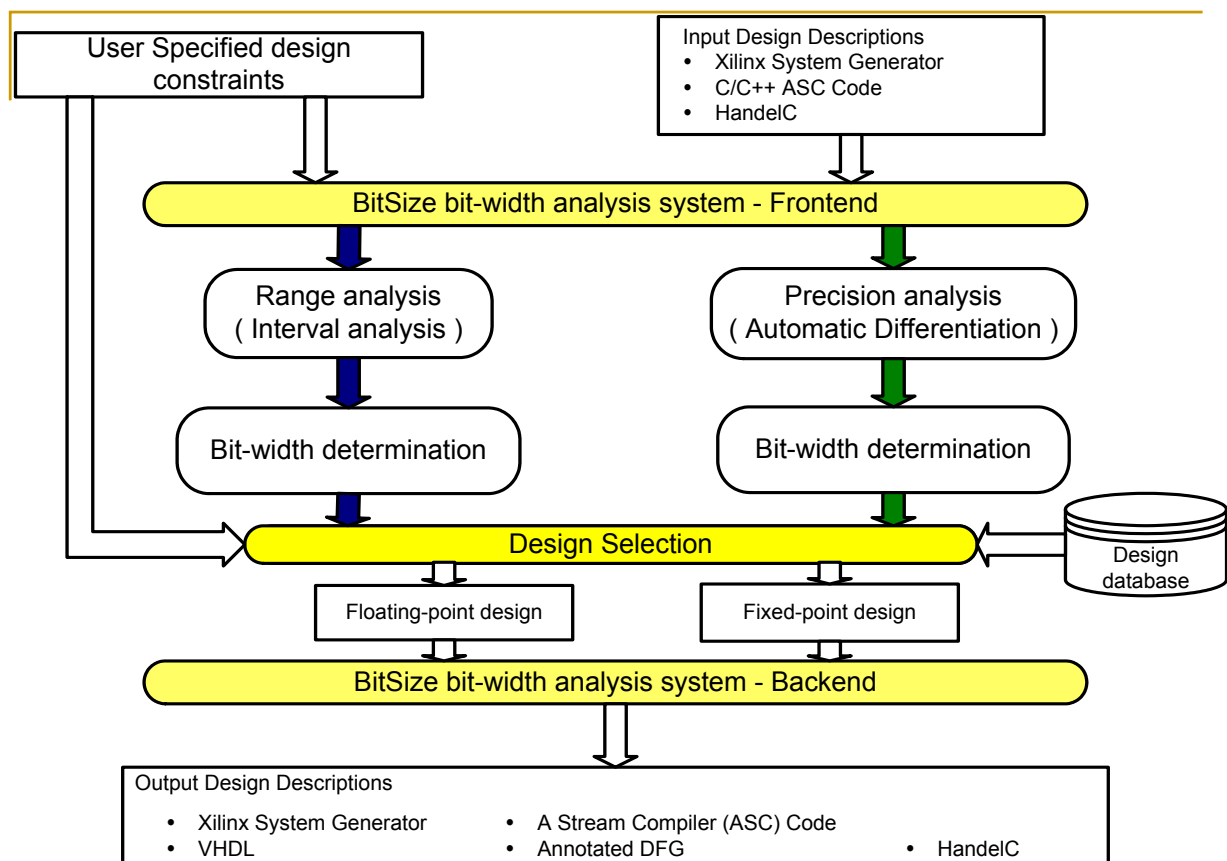 User Specified design
constraints
Input Design Descriptions
• Xilinx System Generator
• C/C++ ASC Code
• HandelC
BitSize bit-width analysis system - Frontend
Range analysis
( Interval analysis )
Precision analysis
( Automatic Differentiation )
Bit-width determination
Bit-width determination
Design Selection
Design
database
Floating-point design
Fixed-point design
BitSize bit-width analysis system - Backend
Output Design Descriptions
• Xilinx System Generator • A Stream Compiler (ASC) Code
• VHDL • Annotated DFG • HandelC